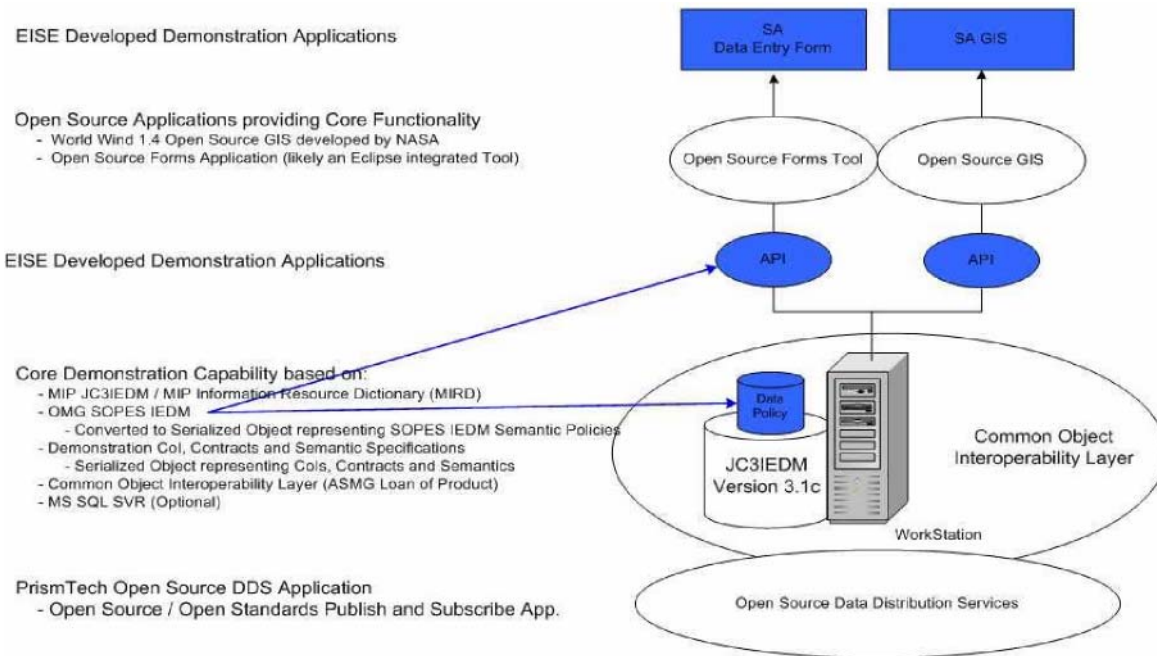 EISE Developed Demonstration Applications
SA
Data Entry Form
SA GIS
Open Source Applications providing Core Functionality
- World Wind 1.4 Open Source GIS developed by NASA
- Open Source Forms Application (likely an Eclipse integrated Tool)
Open Source Forms Tool
Open Source GIS
EISE Developed Demonstration Applications
API
API
Core Demonstration Capability based on:
- MIP JC3IEDM / MIP Information Resource Dictionary (MIRD)
- OMG SOPES IEDM
- Converted to Serialized Object representing SOPES IEDM Semantic Policies
- Demonstration CoI, Contracts and Semantic Specifications
- Serialized Object representing CoIs, Contracts and Semantics
- Common Object Interoperability Layer (ASMG Loan of Product)
- MS SQL SVR (Optional)
Data
Policy
JC3IEDM
Version 3.1c
Common Object
Interoperability Layer
WorkStation
PrismTech Open Source DDS Application
- Open Source / Open Standards Publish and Subscribe App.
Open Source Data Distribution Services